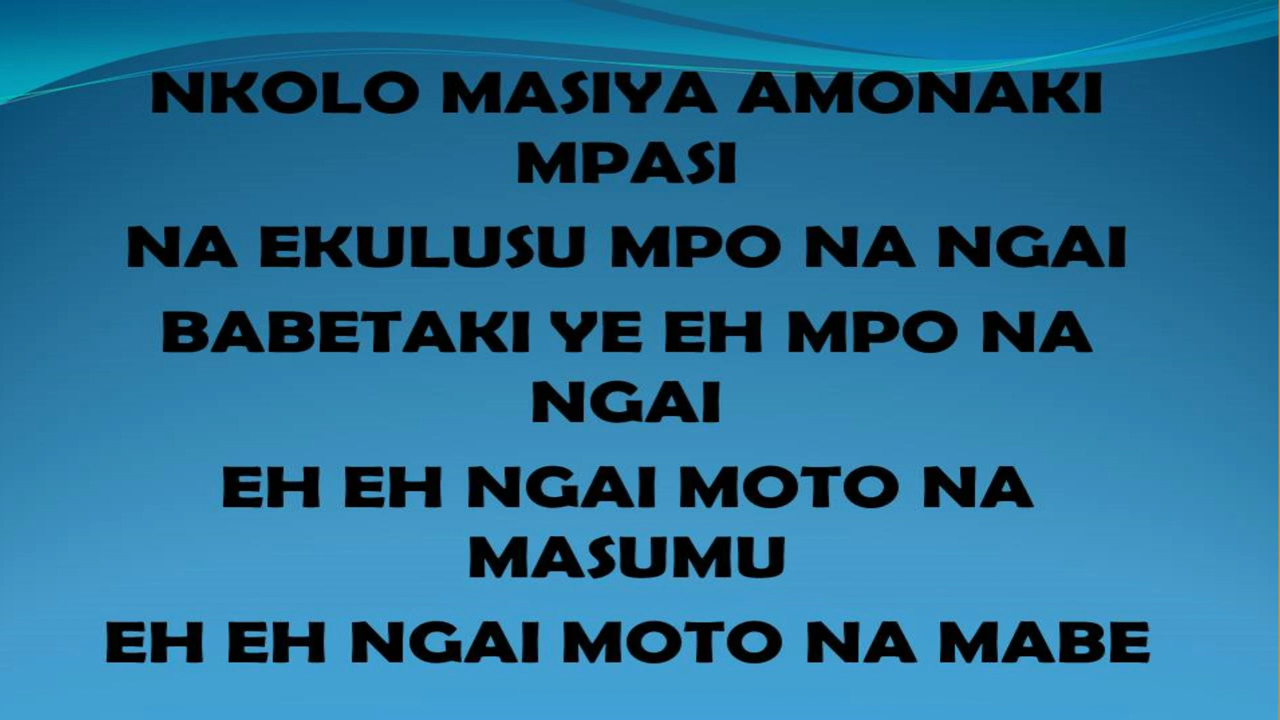 NKOLO MASIYA AMONAKI
MPASI
NA EKULUSU MPO NA NGAI
BABETAKI YE EH MPO NA
NGAI
EH EH NGAI MOTO NA
MASUMU
EH EH NGAI MOTO NA MABE